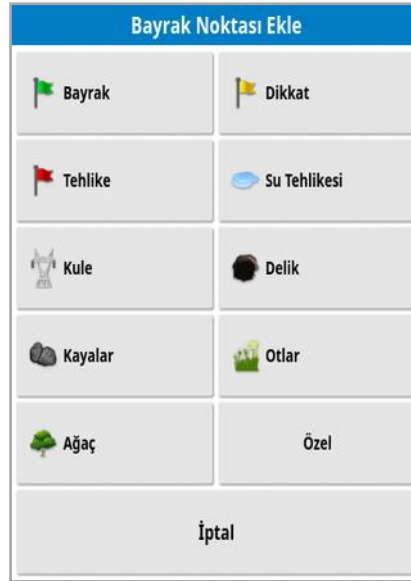 Bayrak Noktası Ekle
Bayrak
Dikkat
Tehlike
Su Tehlikesi
Kule
Delik
Kayalar
Otlar
Ağaç
Özel
İptal